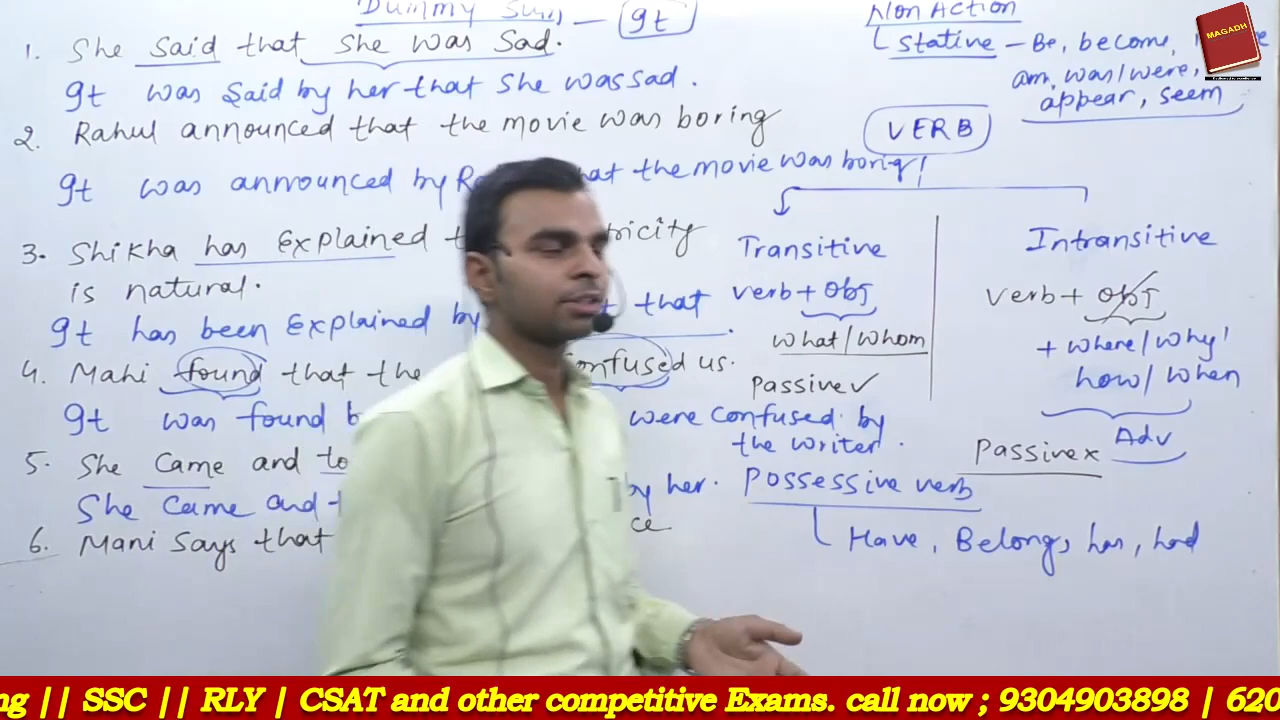 Dummy Sub – It
1. She said that she was sad.
It was said by her that she was sad.
2. Rahul announced that the movie was boring
It was announced by hat the movie was boring
3. Shikha has explained tricity
is natural.
It has been explained by that
4. Mahi found that the confused us.
It was found were confused by
the writer.
5. She came and to
She came and by her.
6. Mani says that ce
Non Action
Stative – Be, become,
am, was/were,
appear, seem
VERB
Transitive
verb + obj
what/whom
passive ✓
Intransitive
verb + obj
+ where/why
how/when
Adv
Passive x
Possessive verb
Have, Belong, has, had
MAGADH
ng || SSC || RLY | CSAT and other competitive Exams. call now ; 9304903898 | 620